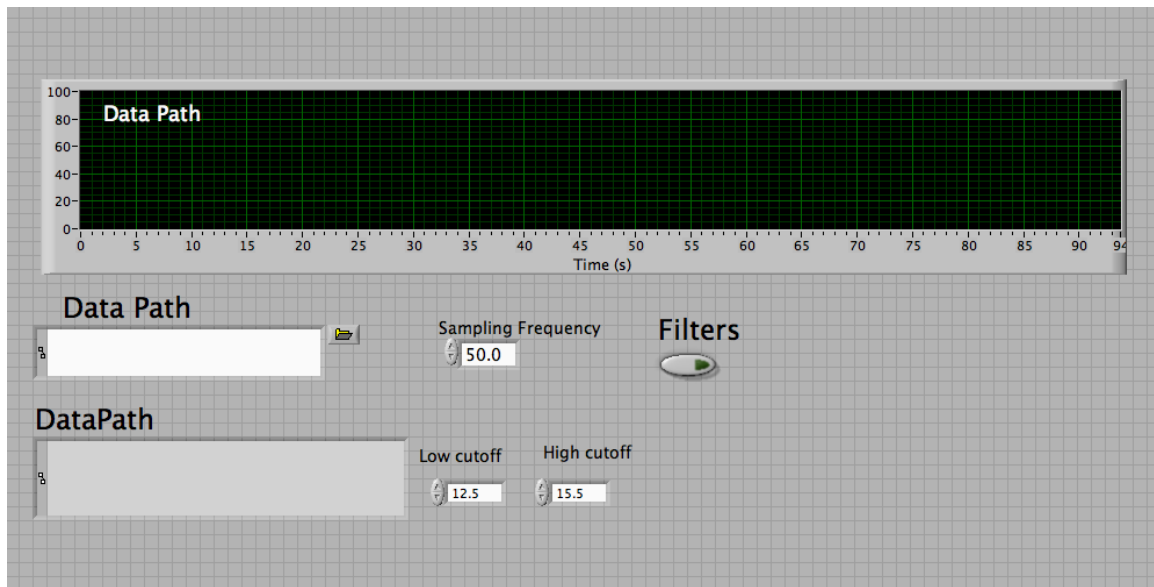 100
Data Path
80
60
40
20
0
0 5 10 15 20 25 30 35 40 45 50 55 60 65 70 75 80 85 90 94
Time (s)
Data Path
Sampling Frequency
Filters
50.0
DataPath
Low cutoff
High cutoff
12.5
15.5